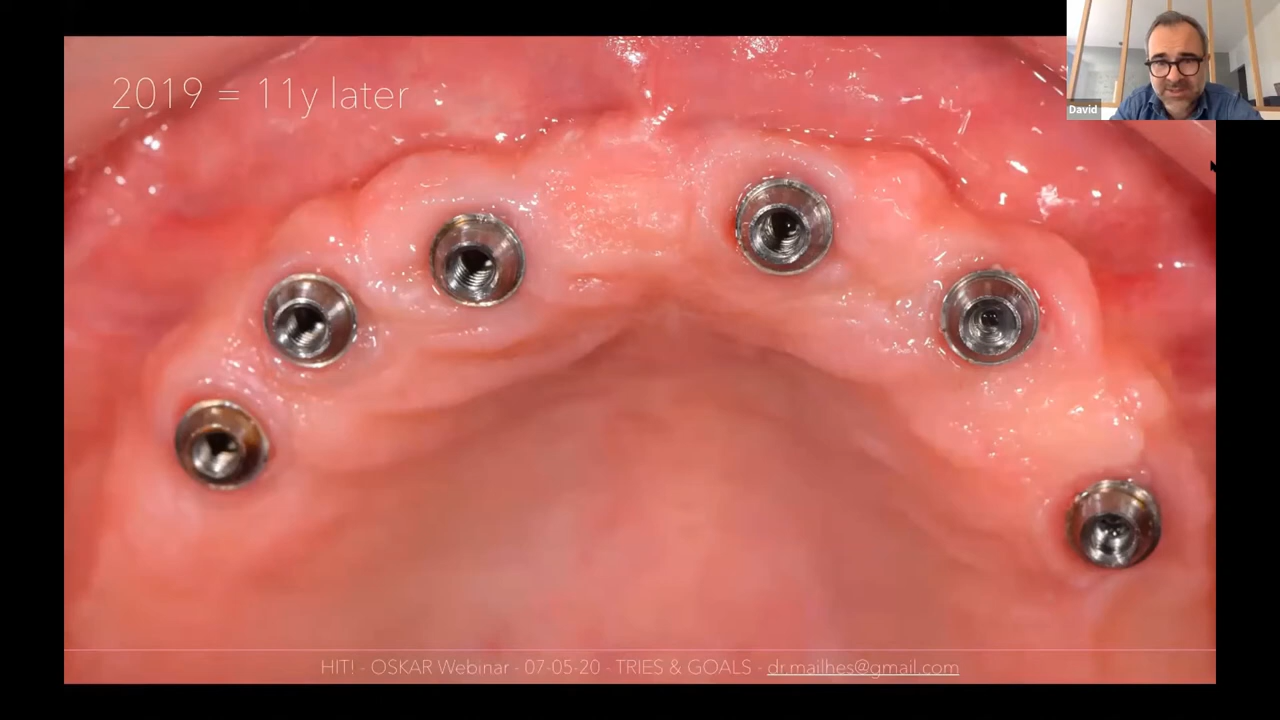 2019 = 11y later
David
HIT! - OSKAR Webinar - 07-05-20 - TRIES & GOALS - dr.mailhes@gmail.com